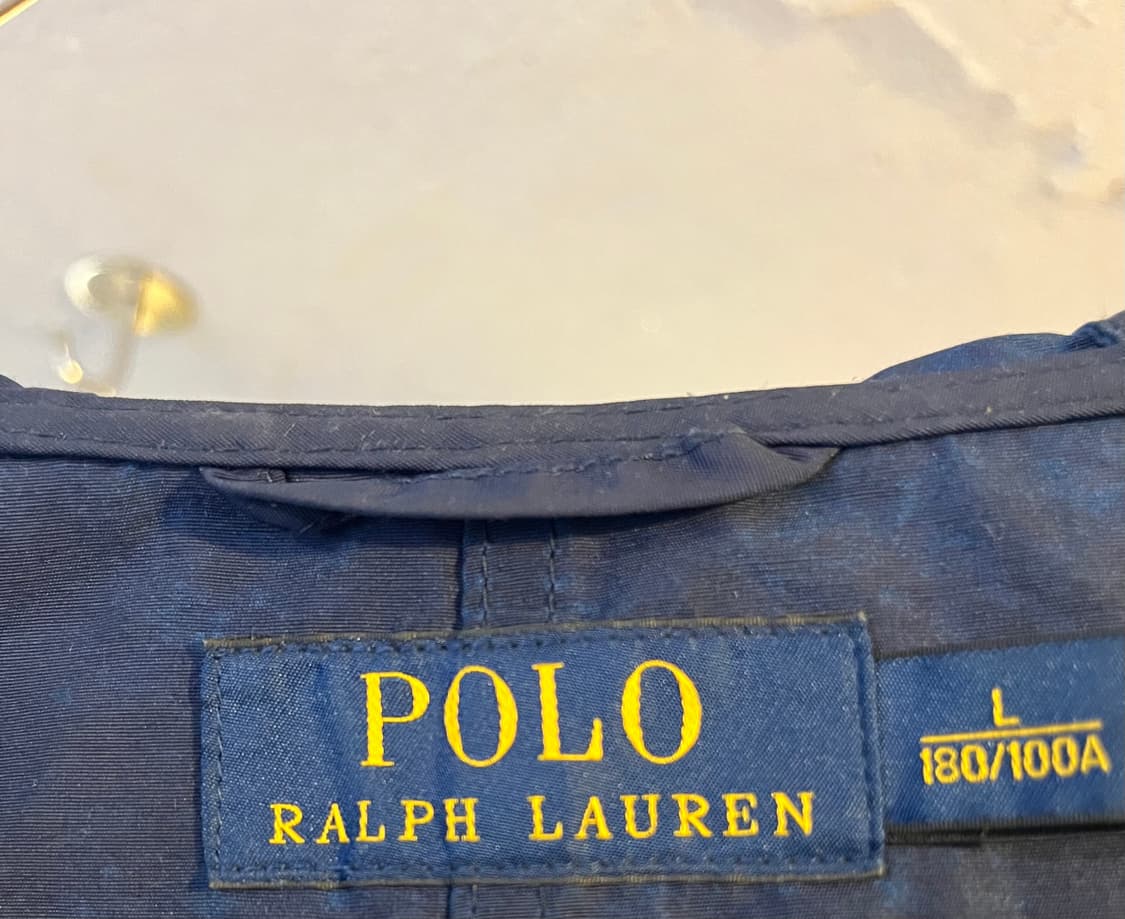 POLO
RALPH LAUREN
L
180/100A